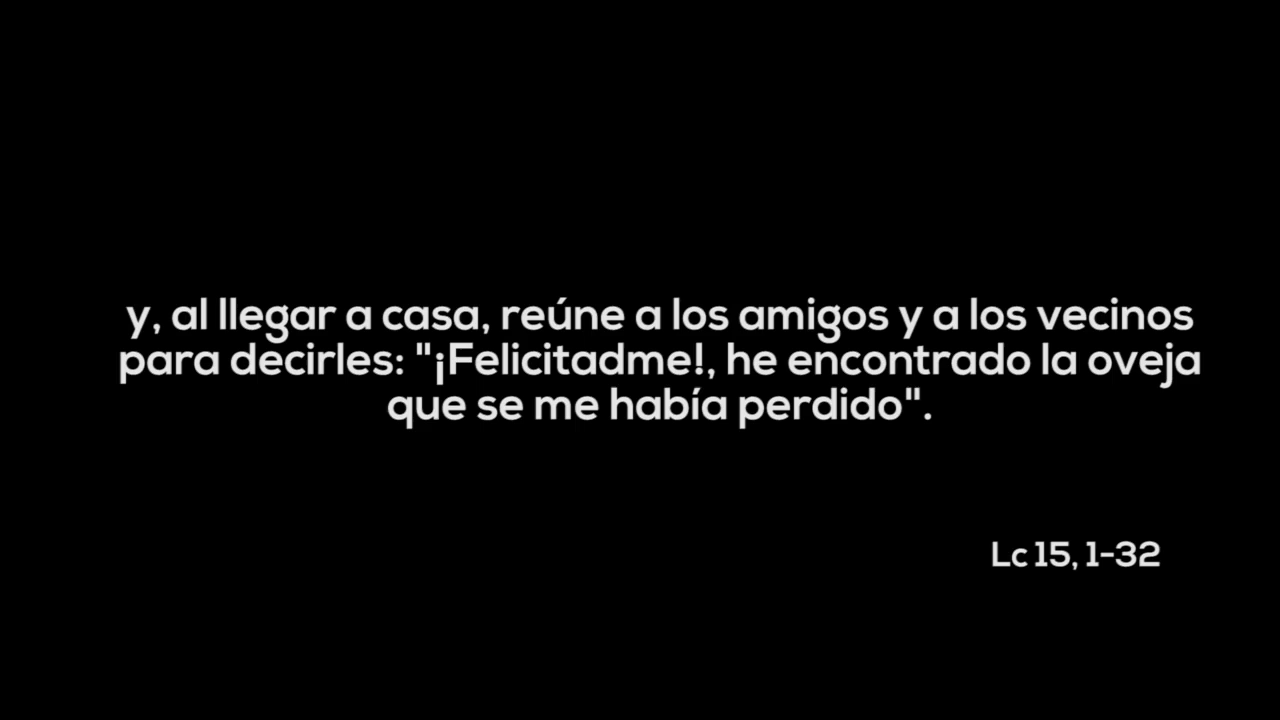 y, al llegar a casa, reúne a los amigos y a los vecinos
para decirles: "¡Felicitadme!, he encontrado la oveja
que se me había perdido".
Lc 15, 1-32